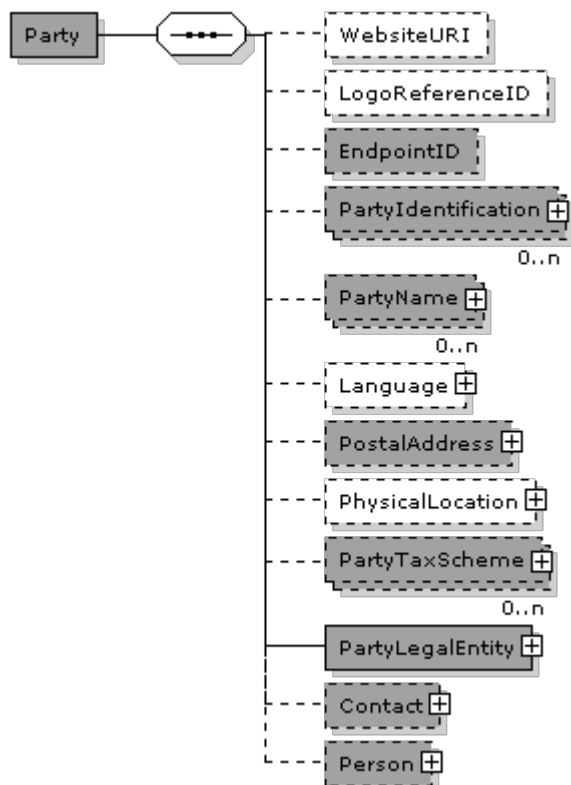 Party
WebsiteURI
LogoReferenceID
EndpointID
PartyIdentification
0..n
PartyName
0..n
Language
PostalAddress
PhysicalLocation
PartyTaxScheme
0..n
PartyLegalEntity
Contact
Person